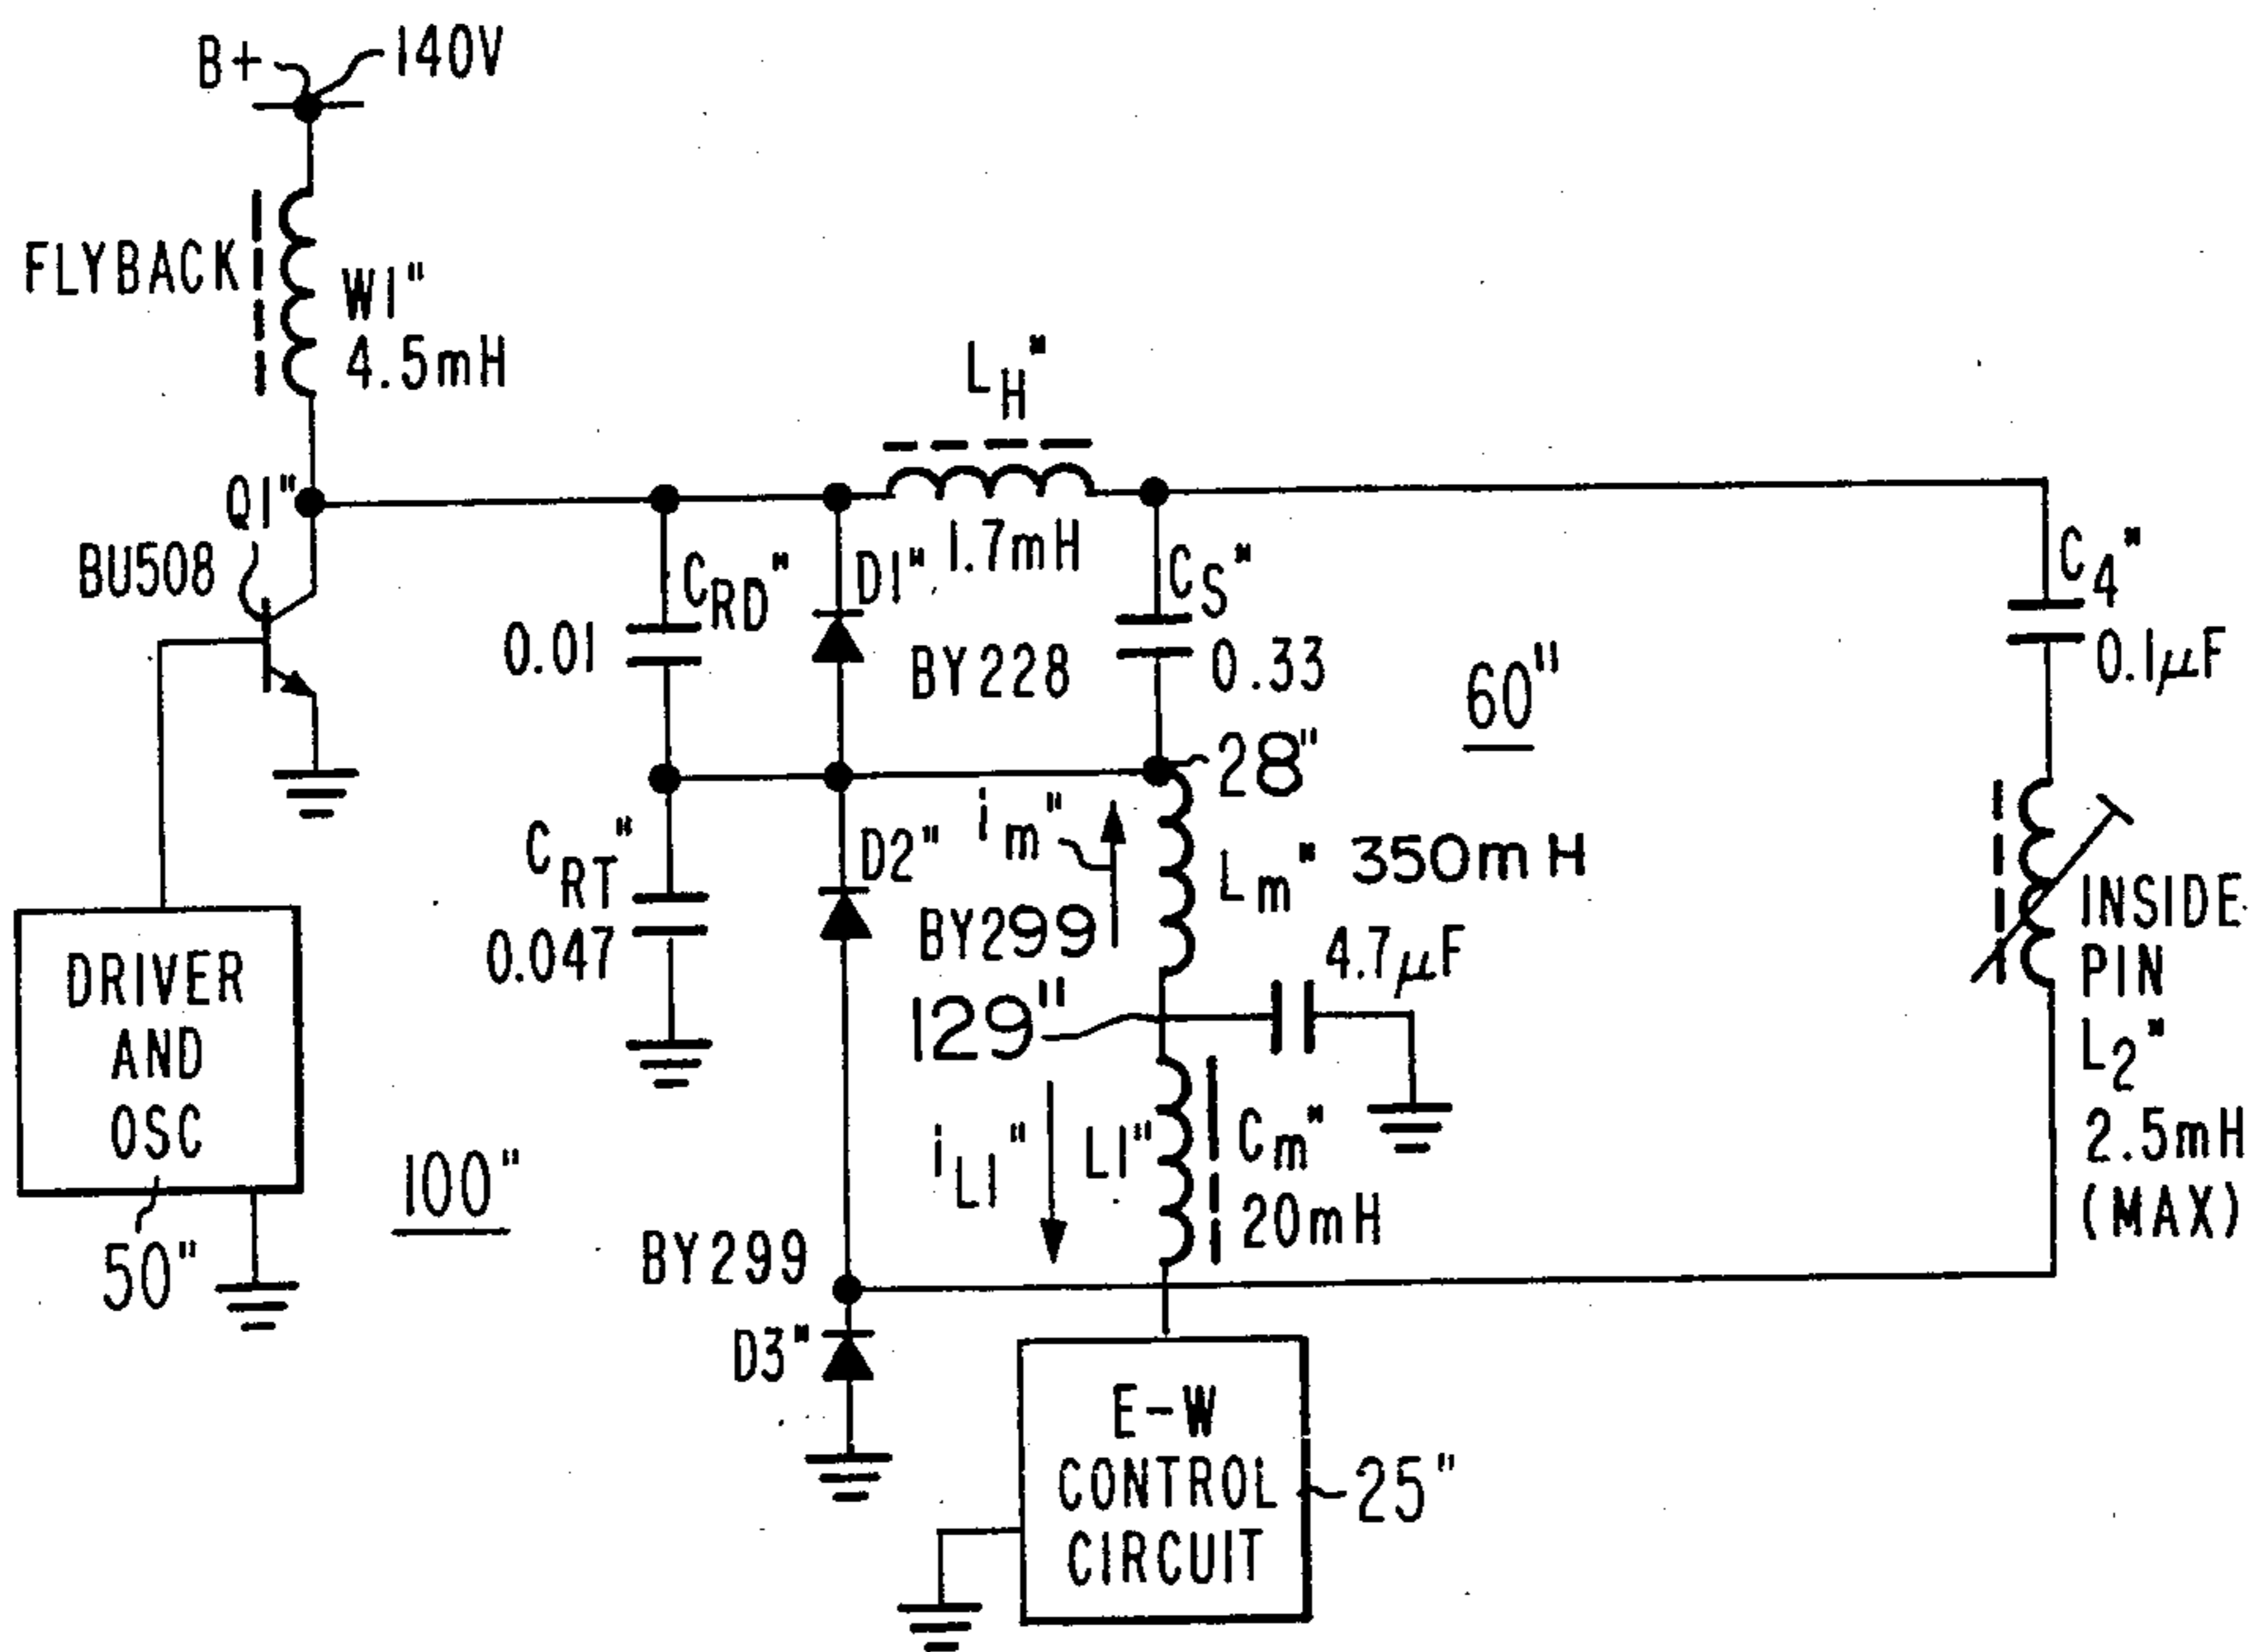 B+
140V
FLYBACK
W1"
4.5mH
Q1"
BU508
L_H"
1.7mH
C_RD"
0.01
D1"
BY228
C_S"
0.33
C_4"
0.1μF
60"
28"
C_RT"
0.047
D2"
BY299
i_m"
L_m" 350mH
4.7μF
129"
INSIDE
PIN
L_2"
2.5mH
(MAX)
DRIVER
AND
OSC
50"
100"
i_L1"
L1"
C_m"
20mH
BY299
D3"
E-W
CONTROL
CIRCUIT
25"